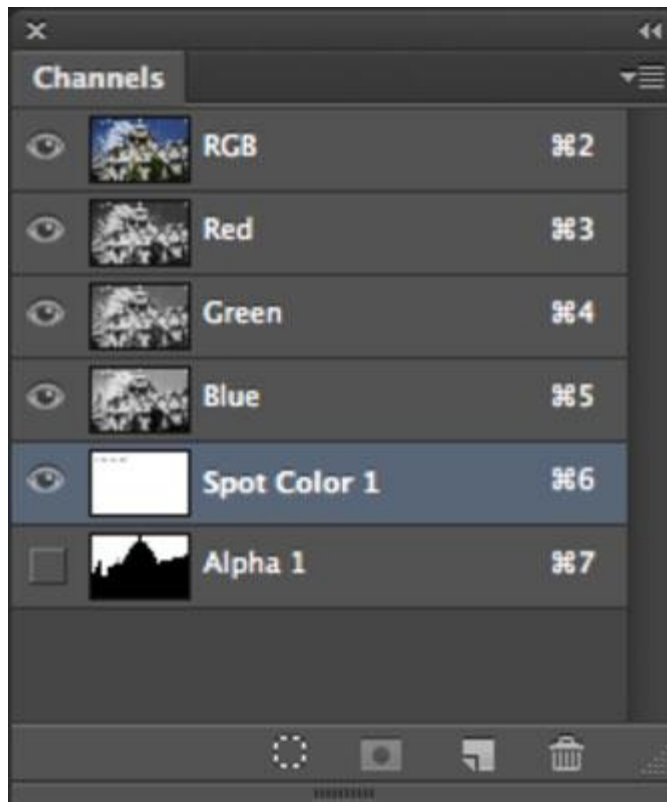 Channels
RGB ⌘2
Red ⌘3
Green ⌘4
Blue ⌘5
Spot Color 1 ⌘6
Alpha 1 ⌘7